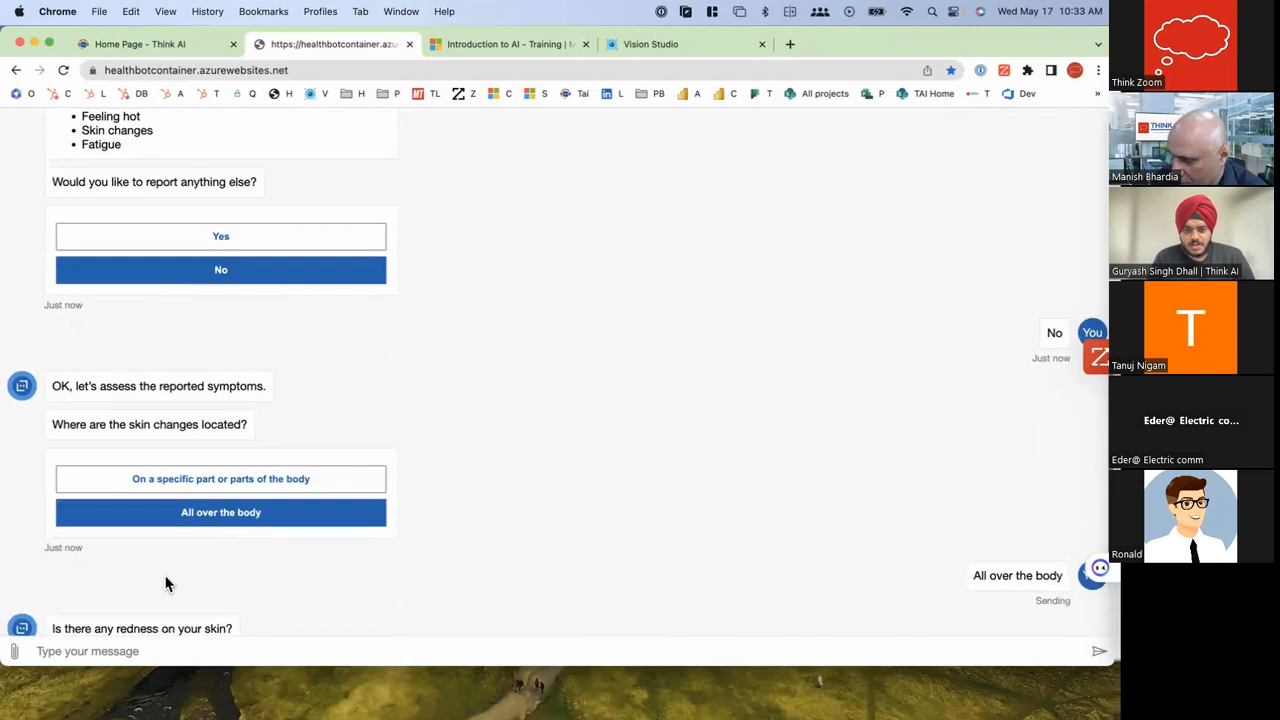 Chrome File Edit View History Bookmarks Profiles Tab Window Help Wed May 17 10:33 AM
Home Page - Think AI https://healthbotcontainer.azu Introduction to AI - Training | M Vision Studio
healthbotcontainer.azurewebsites.net
O C L DB A T Q H V H P TL Z C S Tai L PB A C T All projects P TAI Home T Dev »
• Feeling hot
• Skin changes
• Fatigue
Would you like to report anything else?
Yes
No
Just now
No
You
Just now
OK, let's assess the reported symptoms.
Where are the skin changes located?
On a specific part or parts of the body
All over the body
Just now
All over the body
Sending
Is there any redness on your skin?
Type your message
Think Zoom
THINK
Manish Bhardia
Guryash Singh Dhall | Think AI
T
Tanuj Nigam
Eder@ Electric co...
Eder@ Electric comm
Ronald